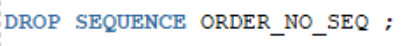 DROP SEQUENCE ORDER_NO_SEQ ;